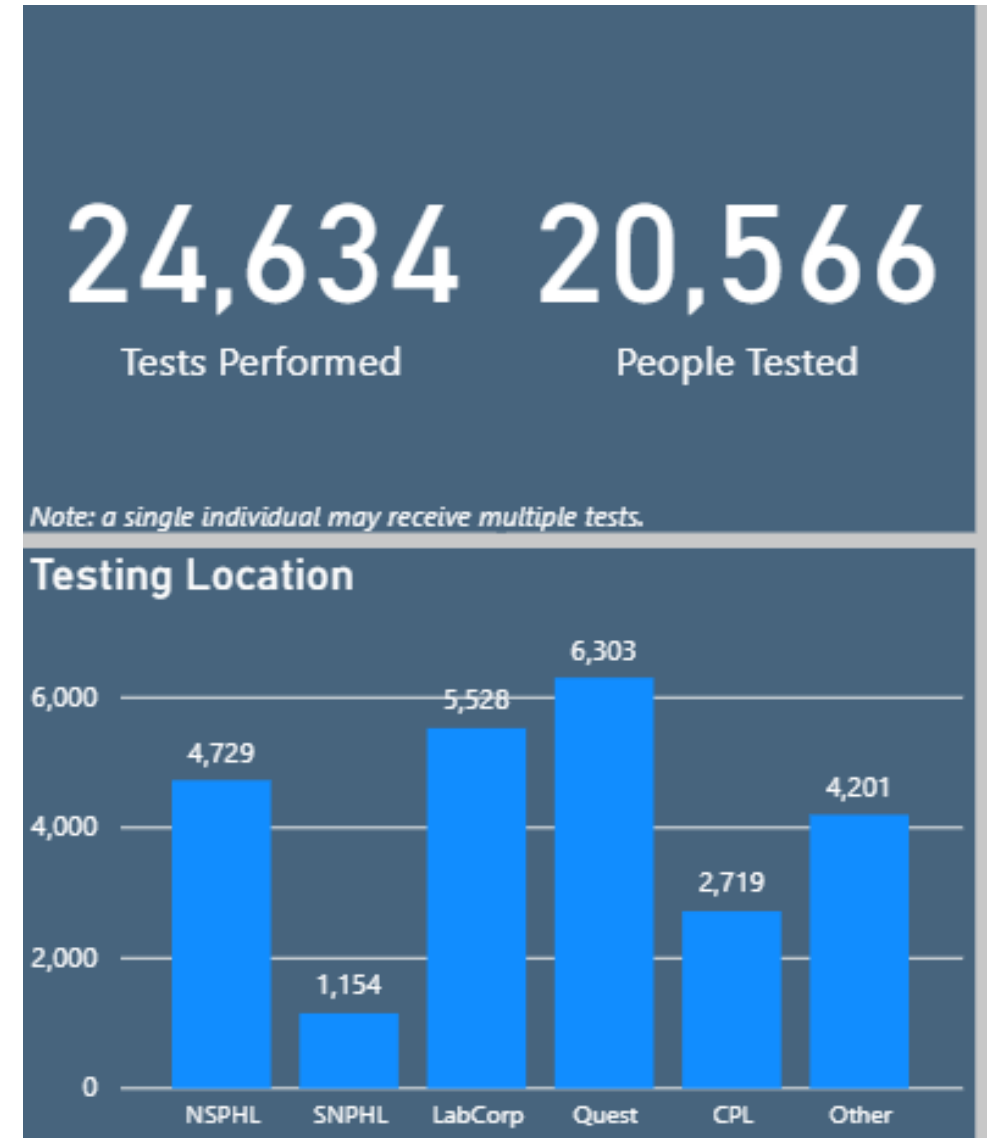 24,634 20,566
Tests Performed People Tested
Note: a single individual may receive multiple tests.
Testing Location
6,303
6,000
5,528
4,729
4,201
4,000
2,719
2,000
1,154
0
NSPHL SNPHL LabCorp Quest CPL Other